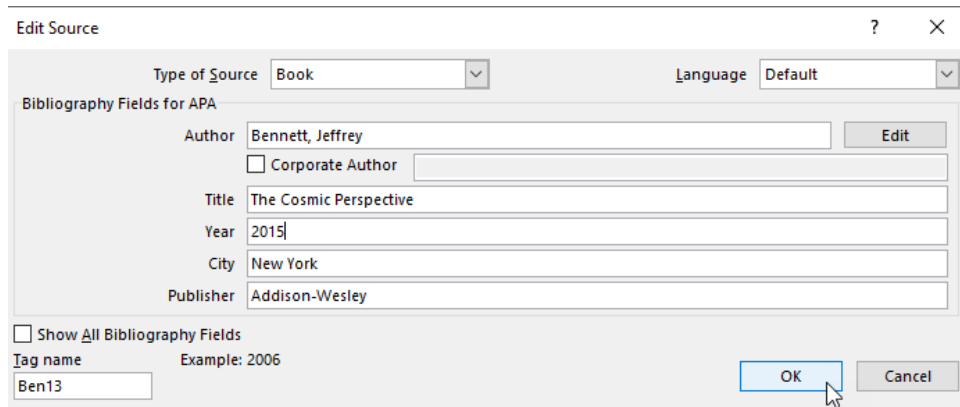 Edit Source ? X
Type of Source Book Language Default
Bibliography Fields for APA
Author Bennett, Jeffrey Edit
Corporate Author
Title The Cosmic Perspective
Year 2015
City New York
Publisher Addison-Wesley
Show All Bibliography Fields
Tag name Example: 2006
Ben13 OK Cancel